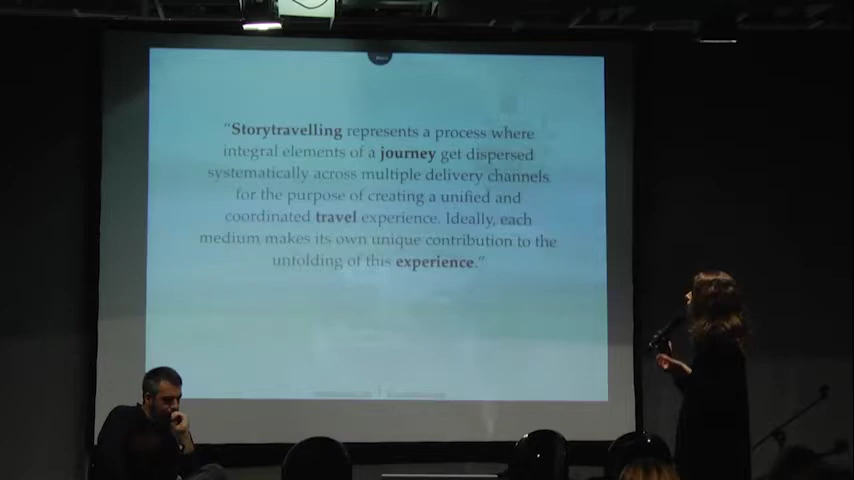 “Storytravelling represents a process where
integral elements of a journey get dispersed
systematically across multiple delivery channels
for the purpose of creating a unified and
coordinated travel experience. Ideally, each
medium makes its own unique contribution to the
unfolding of this experience.”